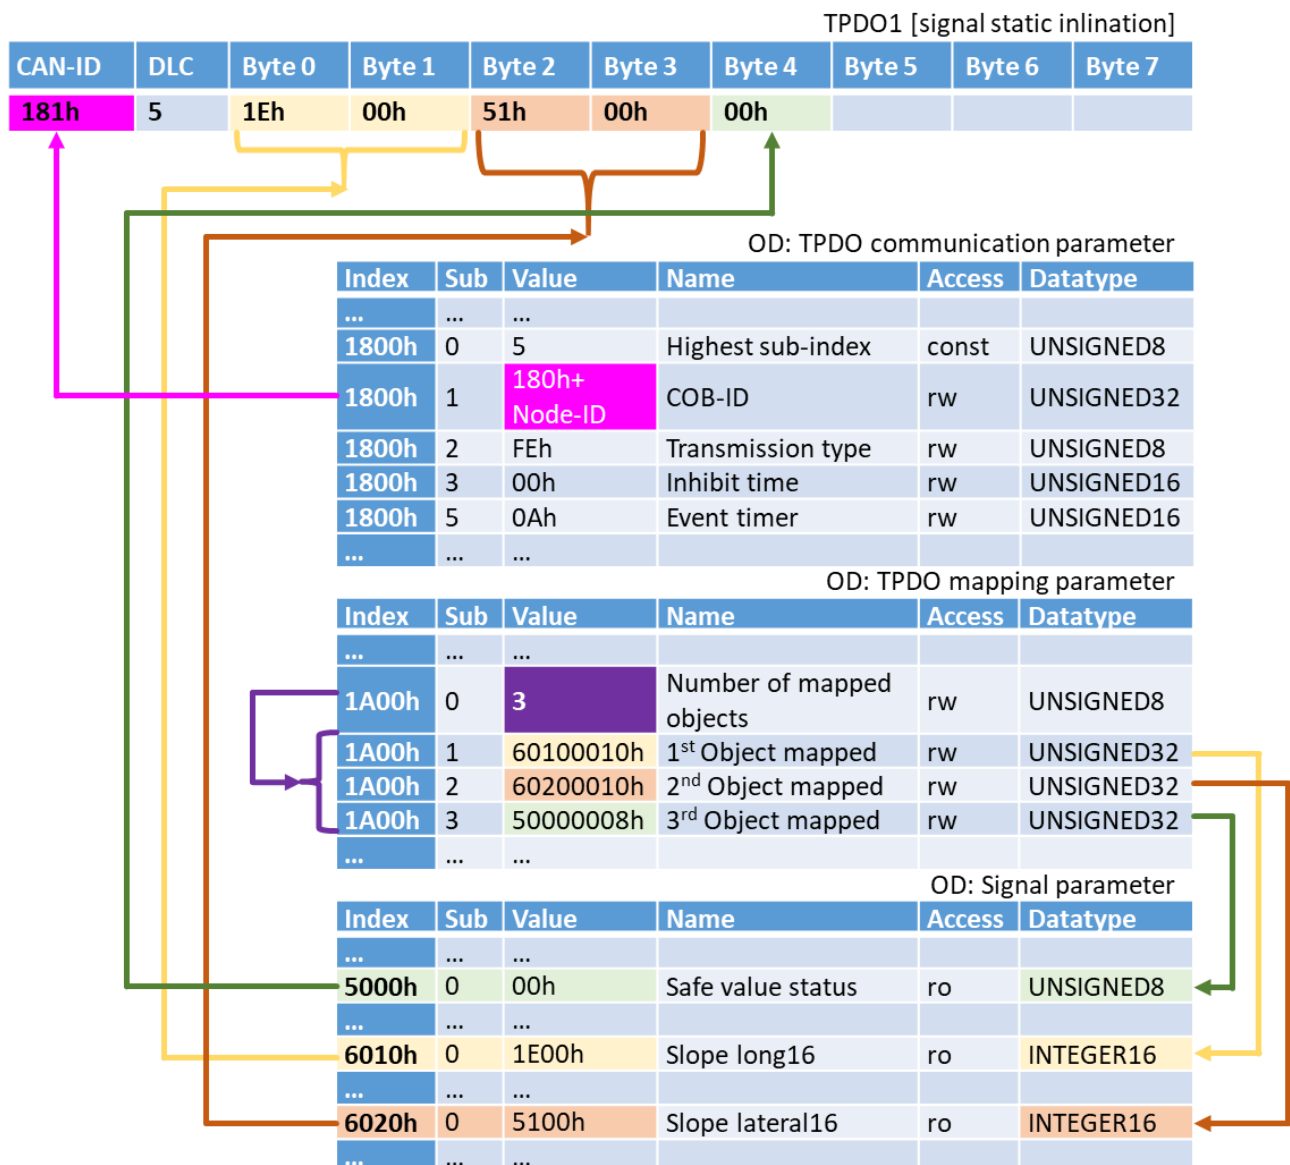 TPDO1 [signal static inlination]
CAN-ID DLC Byte 0 Byte 1 Byte 2 Byte 3 Byte 4 Byte 5 Byte 6 Byte 7
181h 5 1Eh 00h 51h 00h 00h
OD: TPDO communication parameter
Index Sub Value Name Access Datatype
... ... ...
1800h 0 5 Highest sub-index const UNSIGNED8
1800h 1 180h+ Node-ID COB-ID rw UNSIGNED32
1800h 2 FEh Transmission type rw UNSIGNED8
1800h 3 00h Inhibit time rw UNSIGNED16
1800h 5 0Ah Event timer rw UNSIGNED16
... ... ...
OD: TPDO mapping parameter
Index Sub Value Name Access Datatype
... ... ...
1A00h 0 3 Number of mapped objects rw UNSIGNED8
1A00h 1 60100010h 1st Object mapped rw UNSIGNED32
1A00h 2 60200010h 2nd Object mapped rw UNSIGNED32
1A00h 3 50000008h 3rd Object mapped rw UNSIGNED32
... ... ...
OD: Signal parameter
Index Sub Value Name Access Datatype
... ... ...
5000h 0 00h Safe value status ro UNSIGNED8
... ... ...
6010h 0 1E00h Slope long16 ro INTEGER16
... ... ...
6020h 0 5100h Slope lateral16 ro INTEGER16
... ... ...